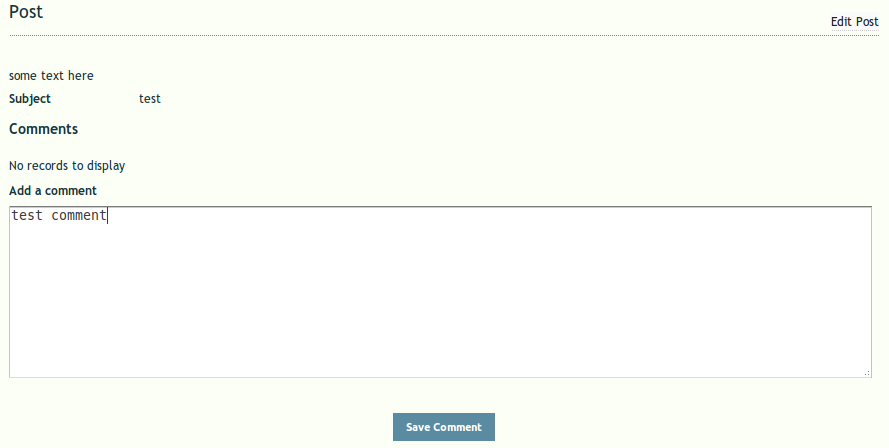 Post
Edit Post
some text here
Subject test
Comments
No records to display
Add a comment
test comment
Save Comment